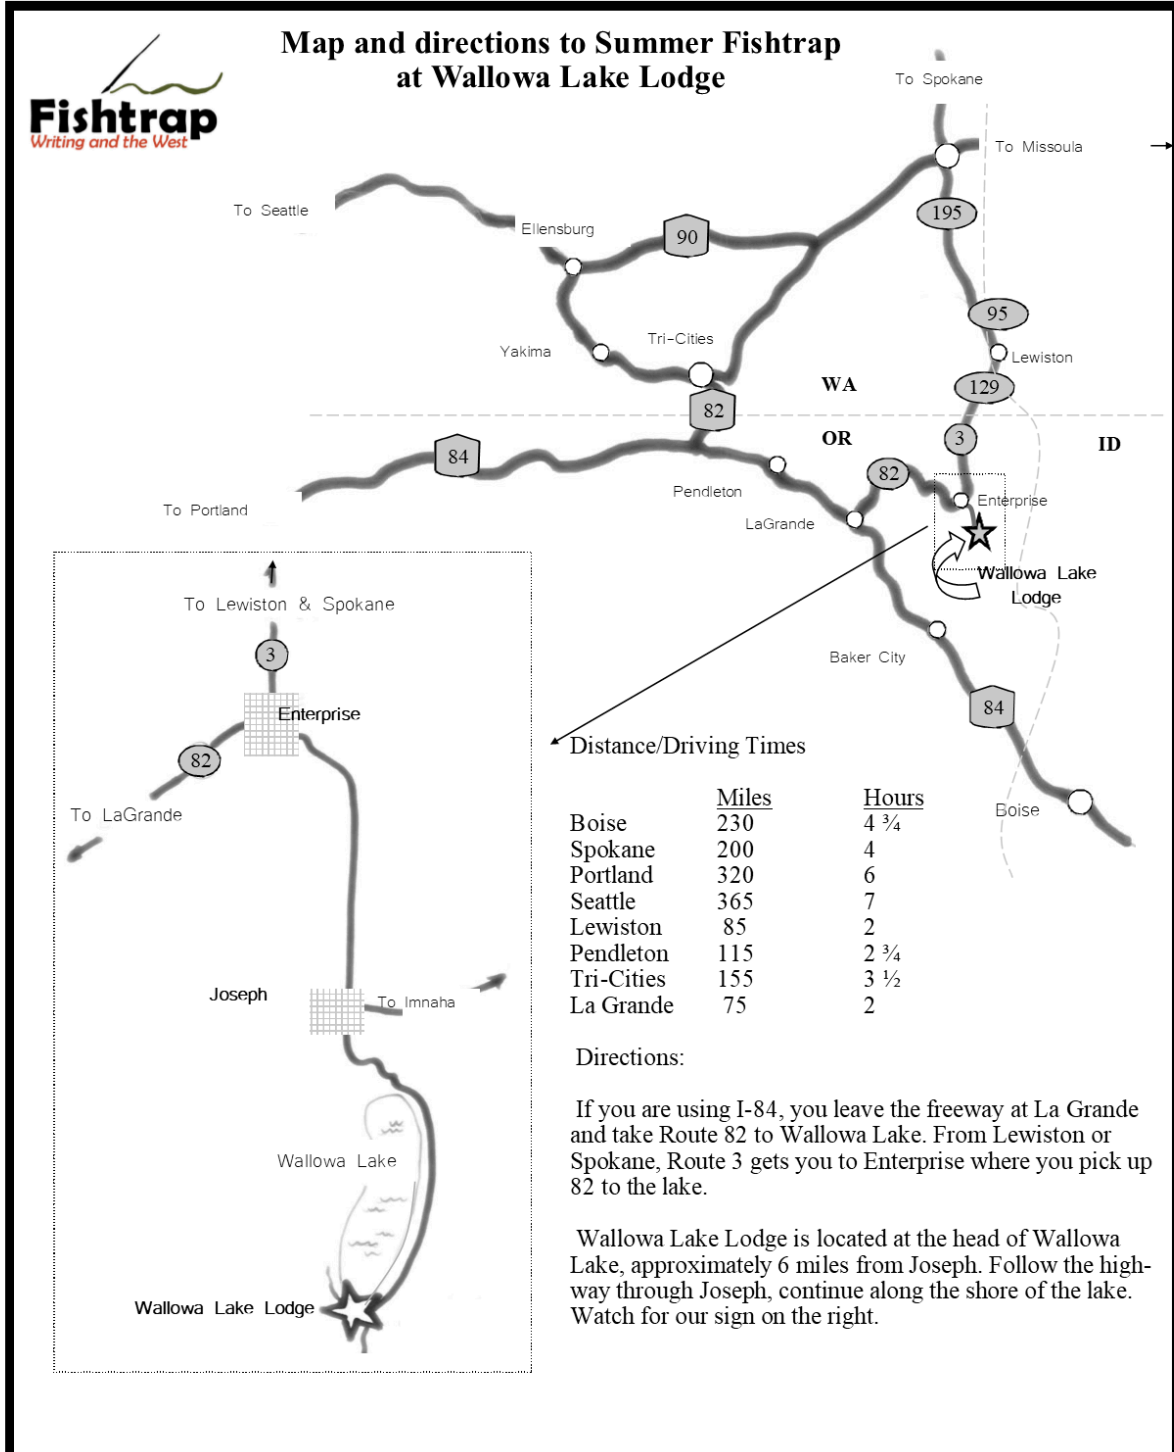 Map and directions to Summer Fishtrap
at Wallowa Lake Lodge
Fishtrap
Writing and the West
To Spokane
To Missoula
195
To Seattle
Ellensburg
90
95
Tri-Cities
Yakima
Lewiston
WA
129
82
OR
3
ID
84
82
Pendleton
Enterprise
To Portland
LaGrande
Wallowa Lake
Lodge
To Lewiston & Spokane
3
Baker City
Enterprise
84
82
To LaGrande
Boise
Distance/Driving Times
Miles Hours
Boise 230 4 ¾
Spokane 200 4
Portland 320 6
Seattle 365 7
Lewiston 85 2
Pendleton 115 2 ¾
Tri-Cities 155 3 ½
La Grande 75 2
Joseph
To Imnaha
Wallowa Lake
Wallowa Lake Lodge
Directions:
If you are using I-84, you leave the freeway at La Grande
and take Route 82 to Wallowa Lake. From Lewiston or
Spokane, Route 3 gets you to Enterprise where you pick up
82 to the lake.
Wallowa Lake Lodge is located at the head of Wallowa
Lake, approximately 6 miles from Joseph. Follow the high-
way through Joseph, continue along the shore of the lake.
Watch for our sign on the right.